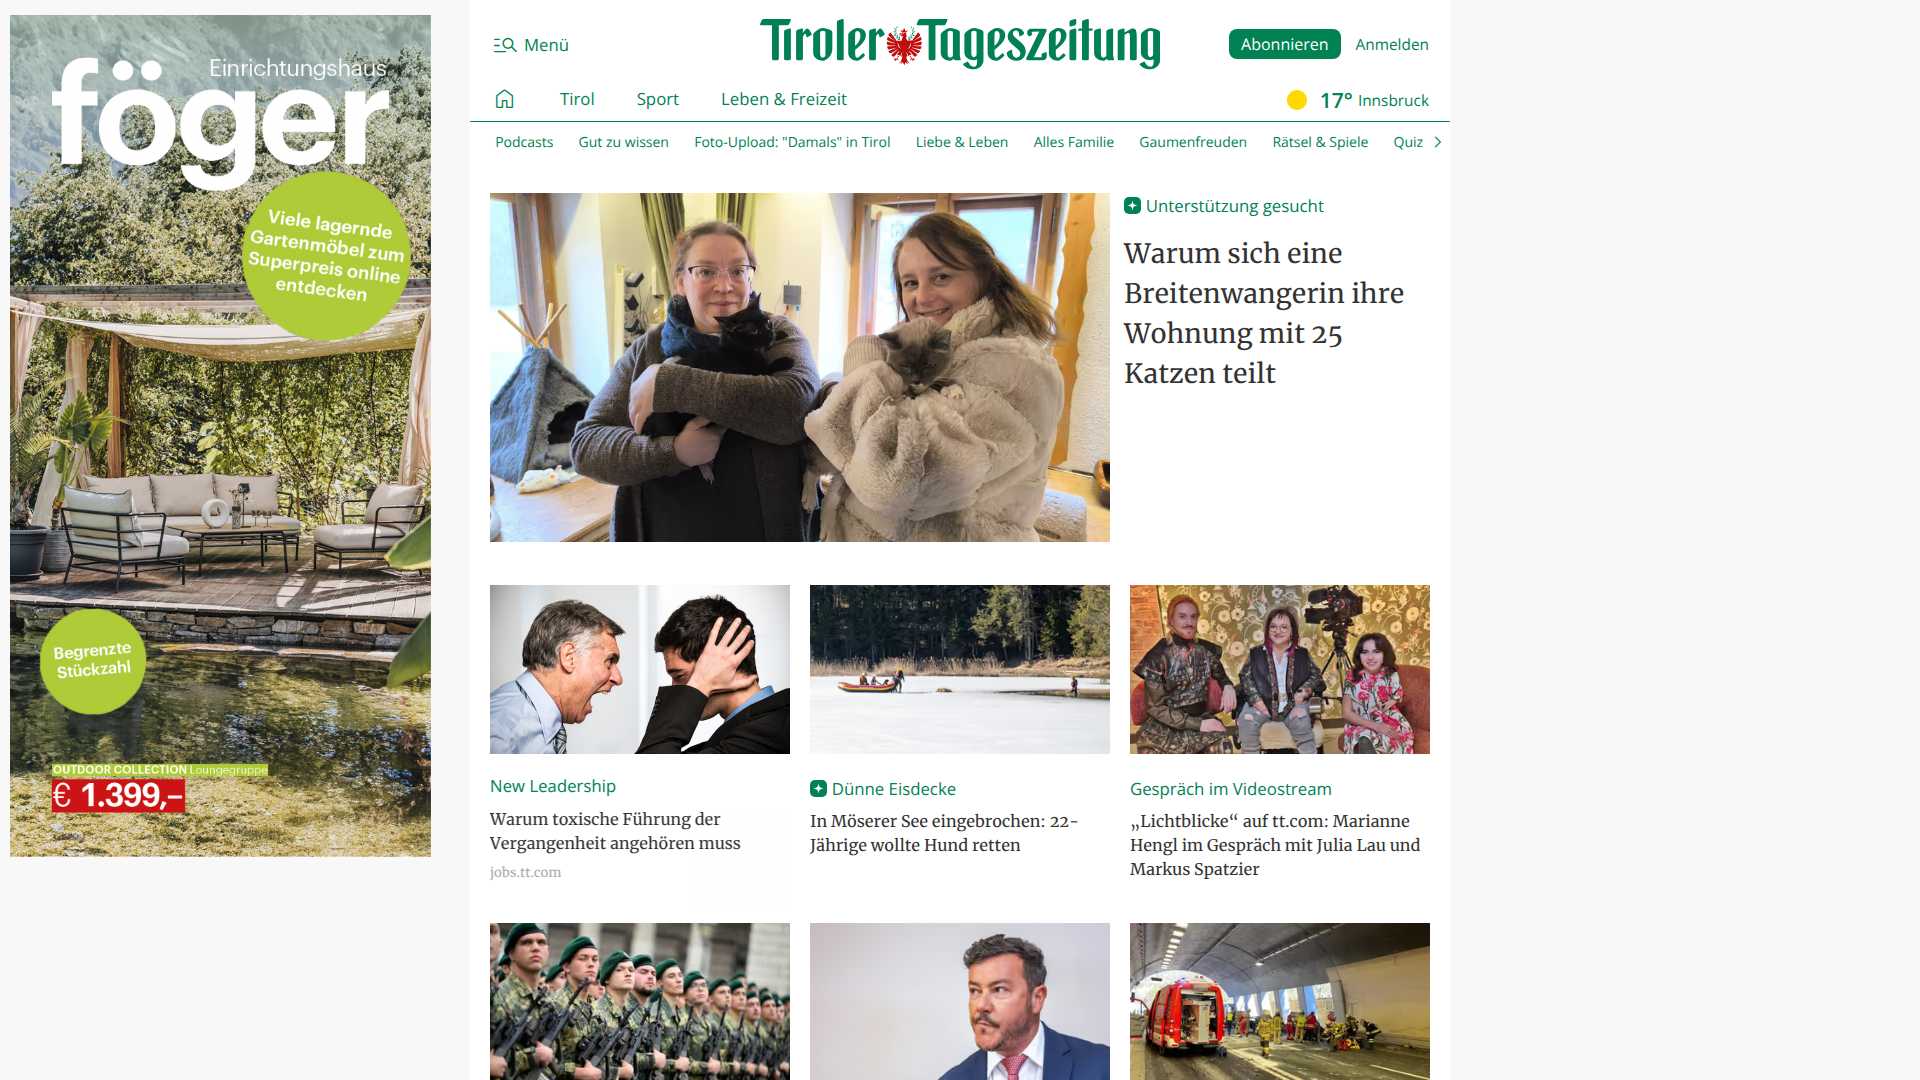 Einrichtungshaus
föger
Viele lagernde
Gartenmöbel zum
Superpreis online
entdecken
Begrenzte
Stückzahl
OUTDOOR COLLECTION Loungegruppe
€ 1.399,–
Menü
Tiroler Tageszeitung
Abonnieren
Anmelden
Tirol
Sport
Leben & Freizeit
17° Innsbruck
Podcasts
Gut zu wissen
Foto-Upload: "Damals" in Tirol
Liebe & Leben
Alles Familie
Gaumenfreuden
Rätsel & Spiele
Quiz
Unterstützung gesucht
Warum sich eine
Breitenwangerin ihre
Wohnung mit 25
Katzen teilt
New Leadership
Warum toxische Führung der
Vergangenheit angehören muss
jobs.tt.com
Dünne Eisdecke
In Möserer See eingebrochen: 22-
Jährige wollte Hund retten
Gespräch im Videostream
„Lichtblicke“ auf tt.com: Marianne
Hengl im Gespräch mit Julia Lau und
Markus Spatzier